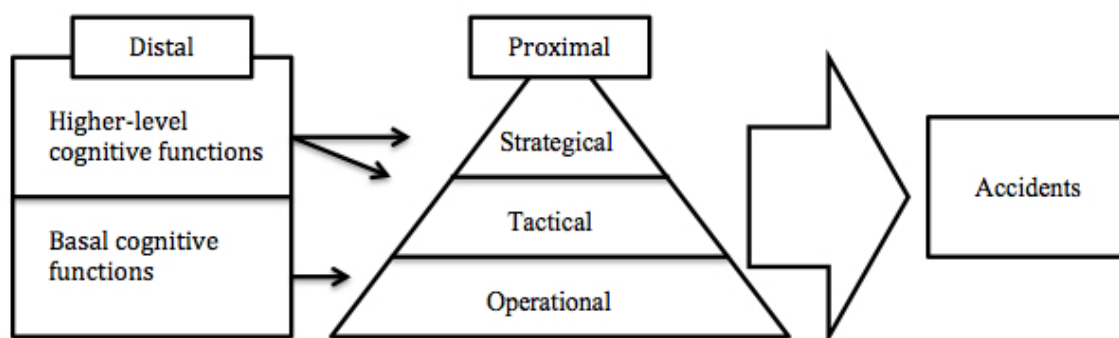 Distal
Higher-level
cognitive functions
Basal cognitive
functions
Proximal
Strategical
Tactical
Operational
Accidents